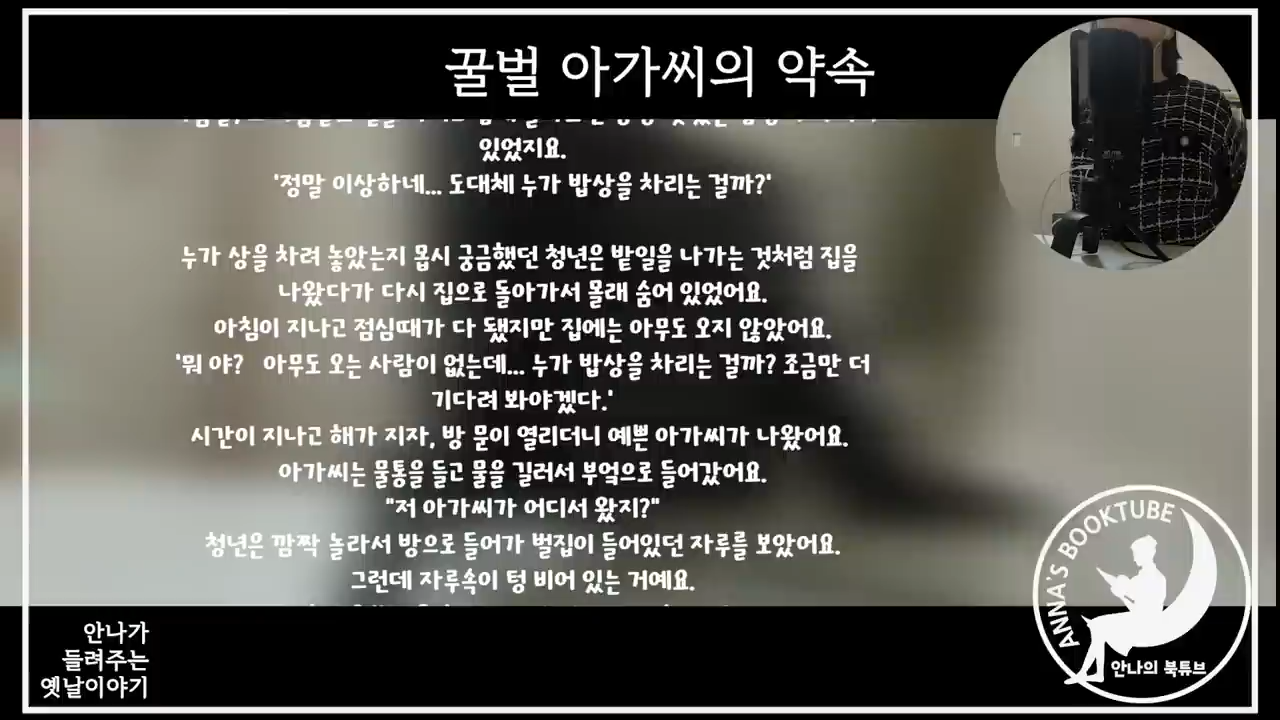 꿀벌 아가씨의 약속
있었지요.
'정말 이상하네... 도대체 누가 밥상을 차리는 걸까?'
누가 상을 차려 놓았는지 몹시 궁금했던 청년은 밭일을 나가는 것처럼 집을
나왔다가 다시 집으로 돌아가서 몰래 숨어 있었어요.
아침이 지나고 점심때가 다 됐지만 집에는 아무도 오지 않았어요.
'뭐 야? 아무도 오는 사람이 없는데... 누가 밥상을 차리는 걸까? 조금만 더
기다려 봐야겠다.'
시간이 지나고 해가 지자, 방 문이 열리더니 예쁜 아가씨가 나왔어요.
아가씨는 물통을 들고 물을 길러서 부엌으로 들어갔어요.
"저 아가씨가 어디서 왔지?"
청년은 깜짝 놀라서 방으로 들어가 벌집이 들어있던 자루를 보았어요.
그런데 자루속이 텅 비어 있는 거예요.
ANNA'S BOOKTUBE
안나의 북튜브
안나가
들려주는
옛날이야기